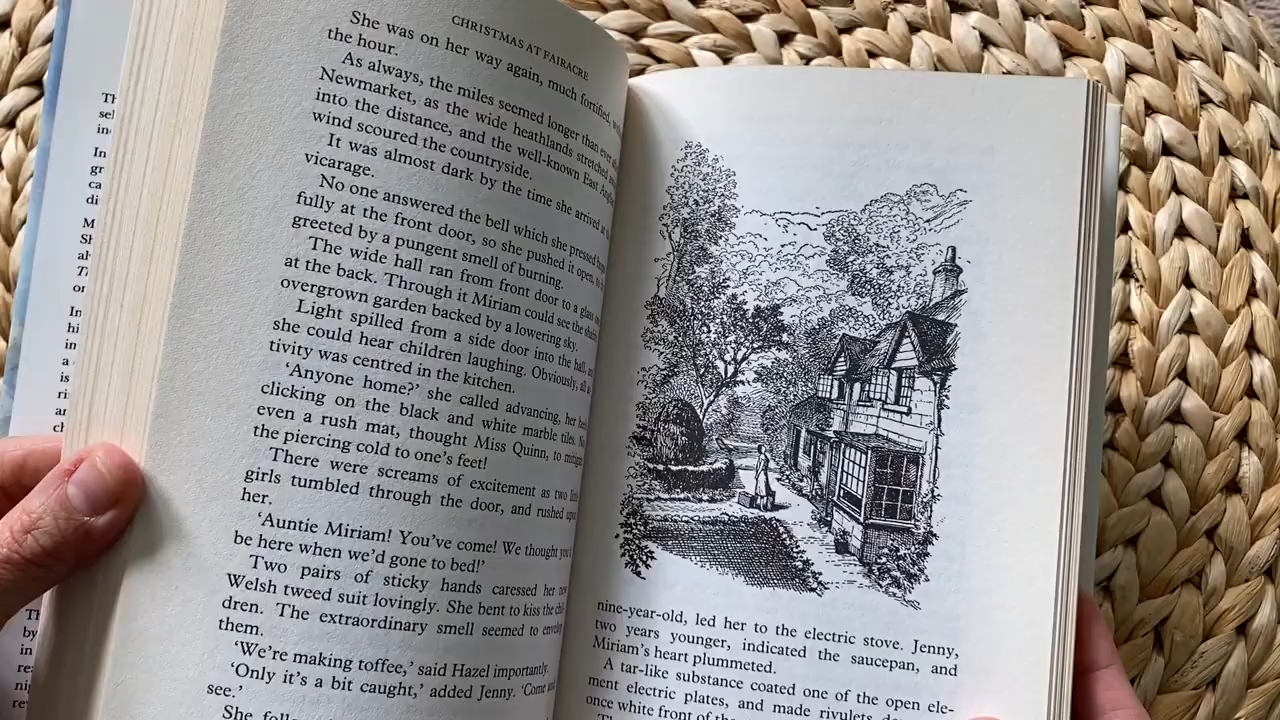 CHRISTMAS AT FAIRACRE
She was on her way again, much fortified,
the hour.
As always, the miles seemed longer than ever
Newmarket, as the wide heathlands stretched
into the distance, and the well-known East
wind scoured the countryside.
It was almost dark by the time she arrived at
vicarage.
No one answered the bell which she pressed
fully at the front door, so she pushed it open, to
greeted by a pungent smell of burning.
The wide hall ran from front door to a glass
at the back. Through it Miriam could see the
overgrown garden backed by a lowering sky.
Light spilled from a side door into the hall,
she could hear children laughing. Obviously, all
tivity was centred in the kitchen.
'Anyone home?' she called advancing, her
clicking on the black and white marble tiles.
even a rush mat, thought Miss Quinn, to
the piercing cold to one's feet!
There were screams of excitement as two
girls tumbled through the door, and rushed
her.
'Auntie Miriam! You've come! We thought
be here when we'd gone to bed!'
Two pairs of sticky hands caressed her
Welsh tweed suit lovingly. She bent to kiss the chil-
dren. The extraordinary smell seemed to
them.
'We're making toffee,' said Hazel importantly.
'Only it's a bit caught,' added Jenny. 'Come
see.'
She
nine-year-old, led her to the electric stove. Jenny,
two years younger, indicated the saucepan, and
Miriam's heart plummeted.
A tar-like substance coated one of the open ele-
ment electric plates, and made rivulets
once white front of the